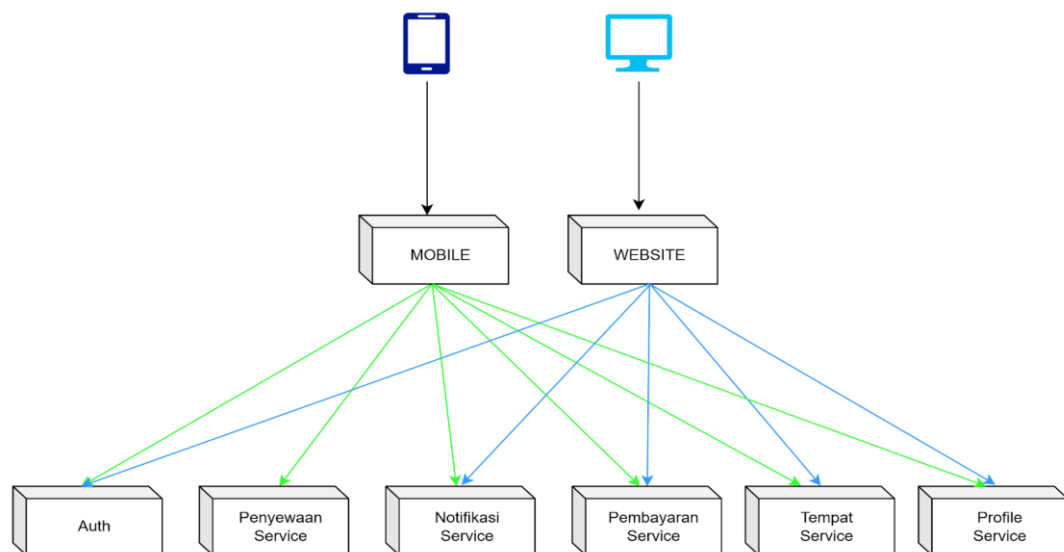 MOBILE
WEBSITE
Auth
Penyewaan
Service
Notifikasi
Service
Pembayaran
Service
Tempat
Service
Profile
Service